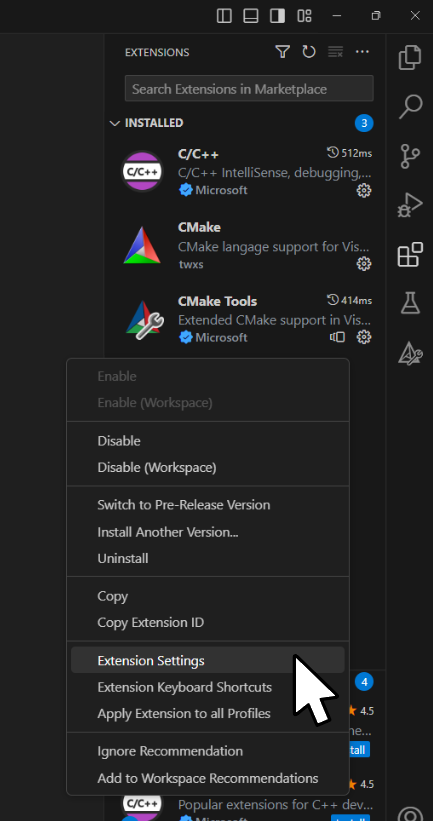 EXTENSIONS
Search Extensions in Marketplace
INSTALLED
3
C/C++
512ms
C/C++
C/C++ IntelliSense, debugging,...
Microsoft
CMake
CMake langage support for Vis...
twxs
CMake Tools
414ms
Extended CMake support in Vis...
Microsoft
Enable
Enable (Workspace)
Disable
Disable (Workspace)
Switch to Pre-Release Version
Install Another Version...
Uninstall
Copy
Copy Extension ID
Extension Settings
Extension Keyboard Shortcuts
Apply Extension to all Profiles
Ignore Recommendation
Add to Workspace Recommendations
4
4.5
ne...
tall
4.5
C/C++
Popular extensions for C++ dev...
Microsoft
Install